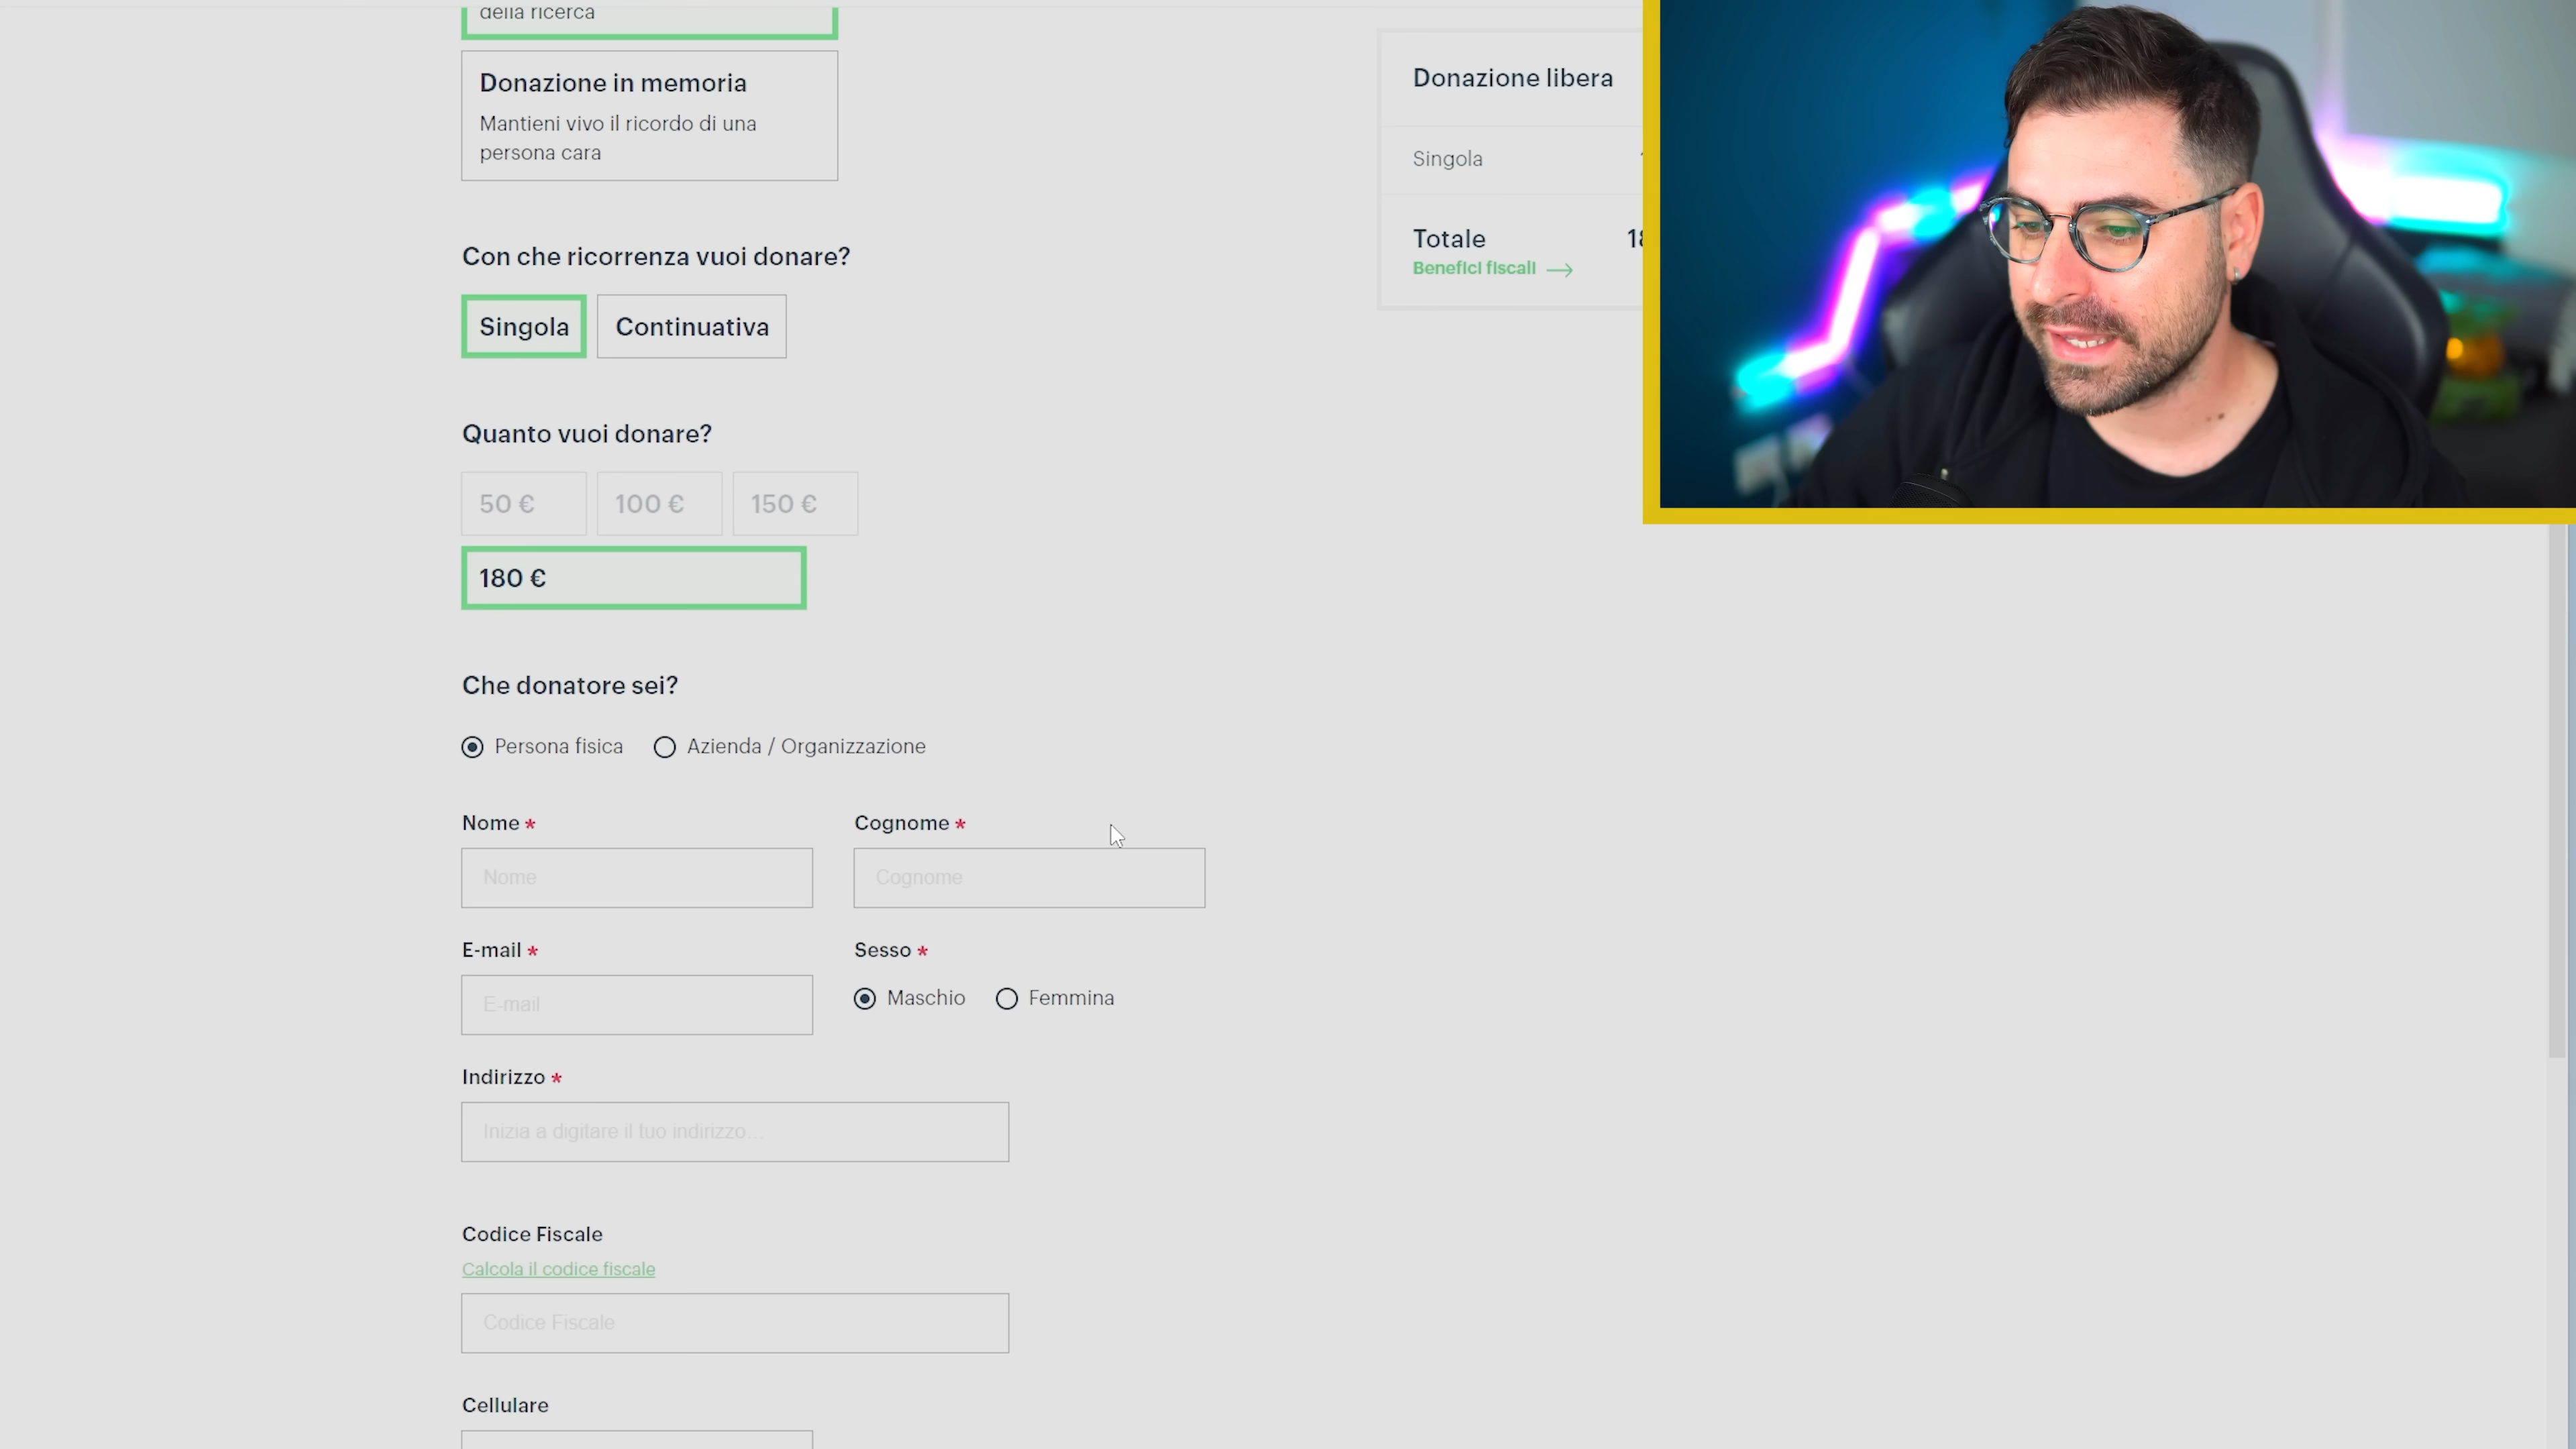 della ricerca
Donazione in memoria
Mantieni vivo il ricordo di una
persona cara
Con che ricorrenza vuoi donare?
Singola
Continuativa
Quanto vuoi donare?
50 €
100 €
150 €
180 €
Che donatore sei?
Persona fisica
Azienda / Organizzazione
Nome *
Cognome *
Nome
Cognome
E-mail *
Sesso *
E-mail
Maschio
Femmina
Indirizzo *
Inizia a digitare il tuo indirizzo...
Codice Fiscale
Calcola il codice fiscale
Codice Fiscale
Cellulare
Donazione libera
Singola
Totale
Benefici fiscali